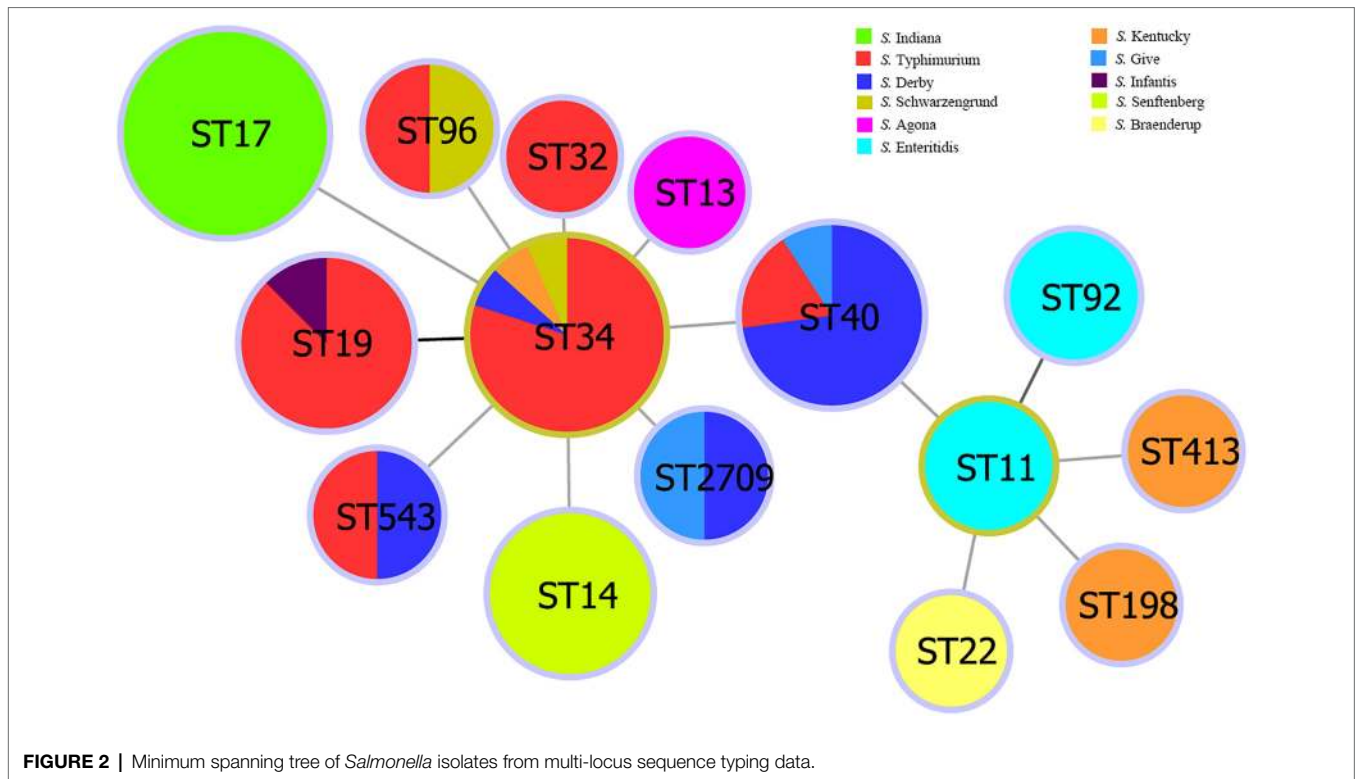 S. Indiana
S. Typhimurium
S. Derby
S. Schwarzengrund
S. Agona
S. Enteritidis
S. Kentucky
S. Give
S. Infantis
S. Senftenberg
S. Braenderup
ST17
ST96
ST32
ST13
ST19
ST34
ST40
ST92
ST543
ST14
ST2709
ST11
ST413
ST198
ST22
FIGURE 2 | Minimum spanning tree of Salmonella isolates from multi-locus sequence typing data.